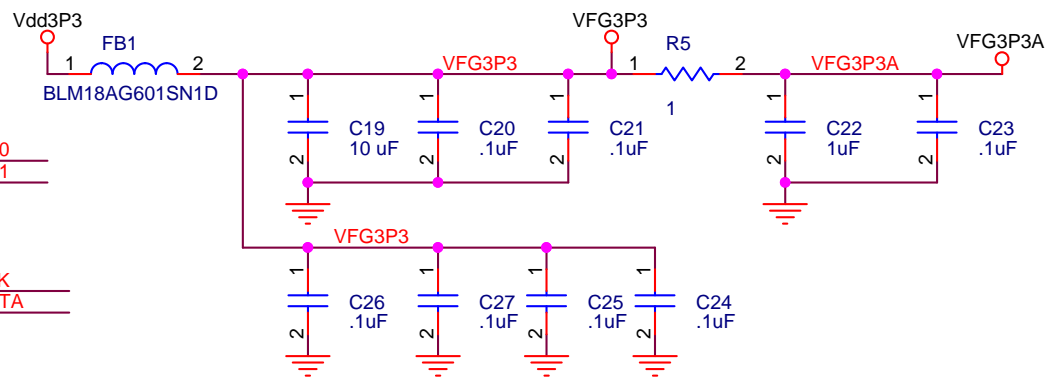 Vdd3P3
VFG3P3
VFG3P3A
FB1
R5
1
2
VFG3P3
1
2
VFG3P3A
BLM18AG601SN1D
1
1
1
1
1
1
C19
10 uF
C20
.1uF
C21
.1uF
C22
1uF
C23
.1uF
2
2
2
2
2
0
1
VFG3P3
1
1
1
1
K
TA
C26
.1uF
C27
.1uF
C25
.1uF
C24
.1uF
2
2
2
2